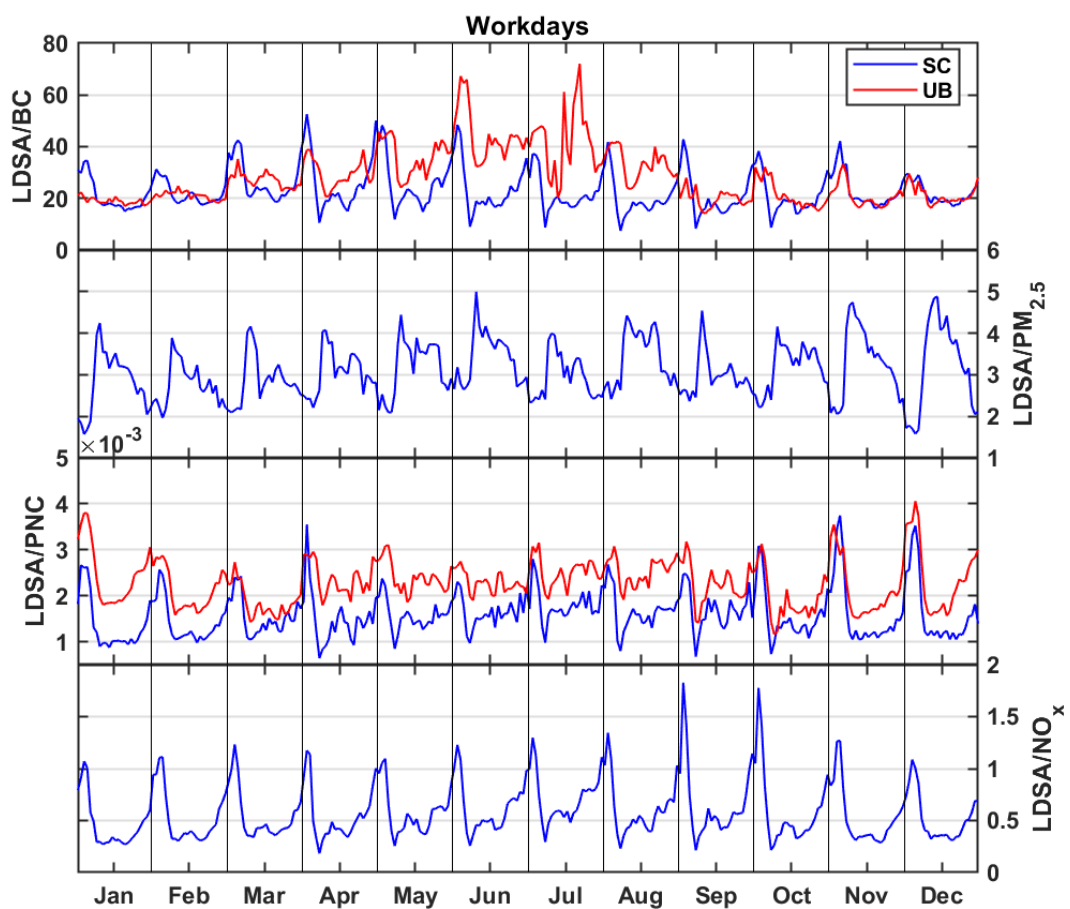 Workdays
LDSA/BC
80
60
40
20
0
SC
UB
LDSA/PM2.5
6
5
4
3
2
1
×10-3
LDSA/PNC
5
4
3
2
1
LDSA/NOx
2
1.5
1
0.5
0
Jan Feb Mar Apr May Jun Jul Aug Sep Oct Nov Dec